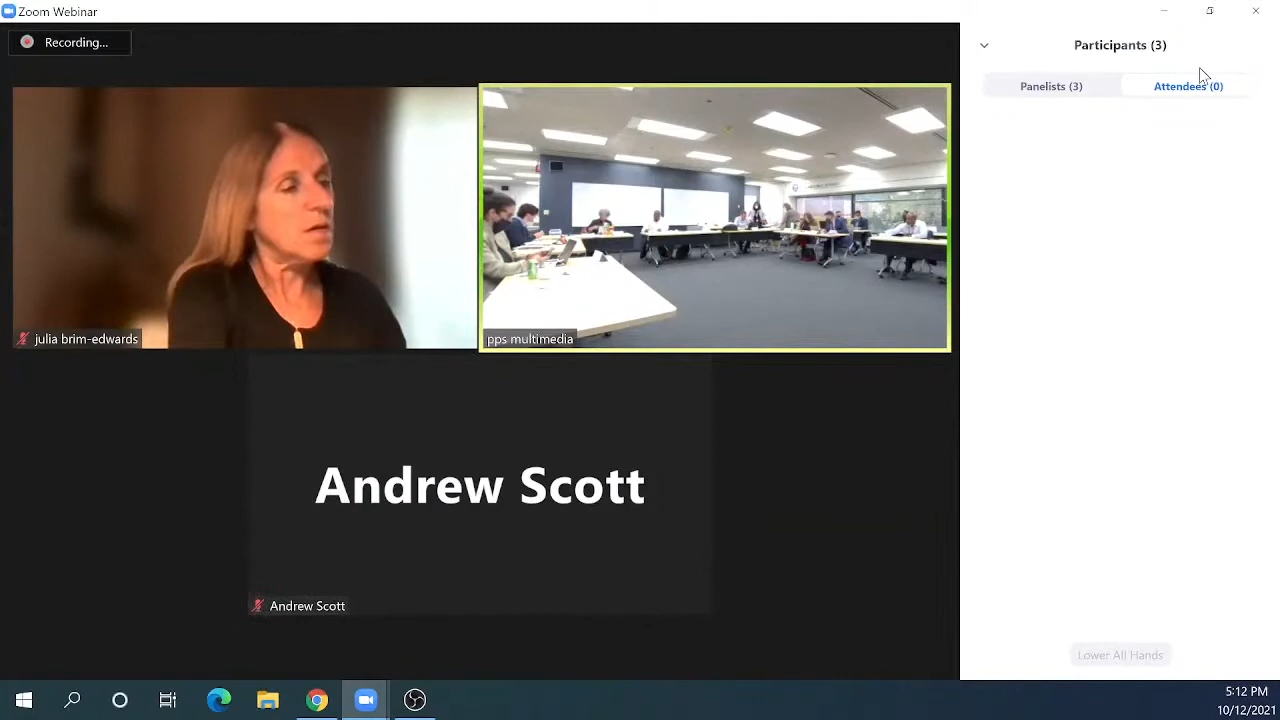 Zoom Webinar
Recording...
Participants (3)
Panelists (3)
Attendees (0)
julia brim-edwards
pps multimedia
Andrew Scott
Andrew Scott
Lower All Hands
5:12 PM
10/12/2021